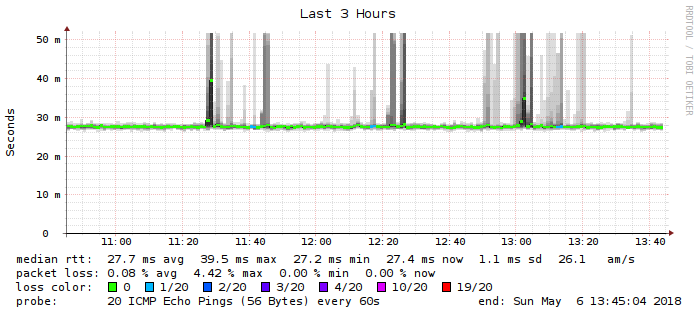 Last 3 Hours
RRDTOOL / TOBI OETIKER
Seconds
50 m
40 m
30 m
20 m
10 m
0
11:00 11:20 11:40 12:00 12:20 12:40 13:00 13:20 13:40
median rtt: 27.7 ms avg 39.5 ms max 27.2 ms min 27.4 ms now 1.1 ms sd 26.1 am/s
packet loss: 0.08 % avg 4.42 % max 0.00 % min 0.00 % now
loss color: 0 1/20 2/20 3/20 4/20 10/20 19/20
probe: 20 ICMP Echo Pings (56 Bytes) every 60s end: Sun May 6 13:45:04 2018